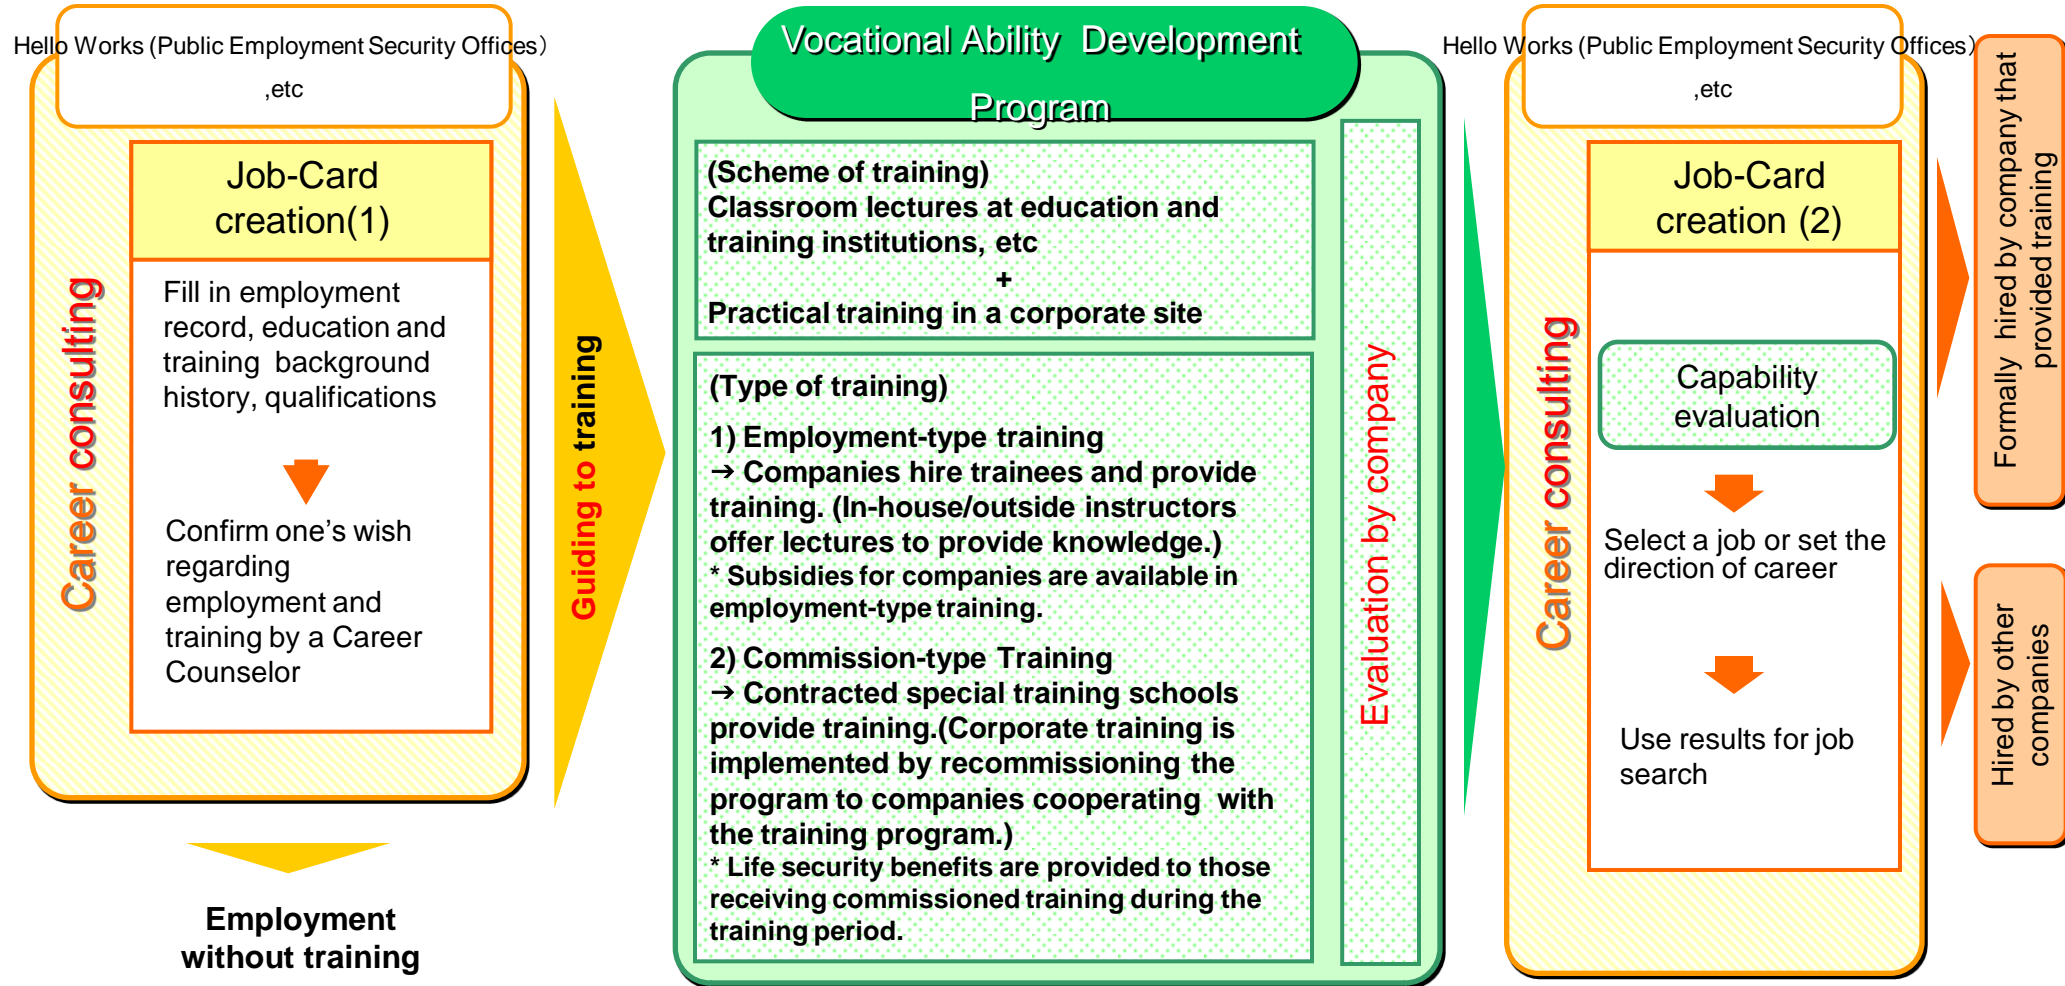 Hello Works (Public Employment Security Offices）
,etc
Career consulting
Job-Card
creation(1)
Fill in employment
record, education and
training background
history, qualifications
Confirm one’s wish
regarding
employment and
training by a Career
Counselor
Employment
without training
Guiding to training
Vocational Ability Development
Program
(Scheme of training)
Classroom lectures at education and
training institutions, etc
+
Practical training in a corporate site
(Type of training)
1) Employment-type training
→ Companies hire trainees and provide
training. (In-house/outside instructors
offer lectures to provide knowledge.)
* Subsidies for companies are available in
employment-type training.
2) Commission-type Training
→ Contracted special training schools
provide training.(Corporate training is
implemented by recommissioning the
program to companies cooperating with
the training program.)
* Life security benefits are provided to those
receiving commissioned training during the
training period.
Evaluation by company
Hello Works (Public Employment Security Offices）
,etc
Career consulting
Job-Card
creation (2)
Capability
evaluation
Select a job or set the
direction of career
Use results for job
search
Formally hired by company that
provided training
Hired by other
companies